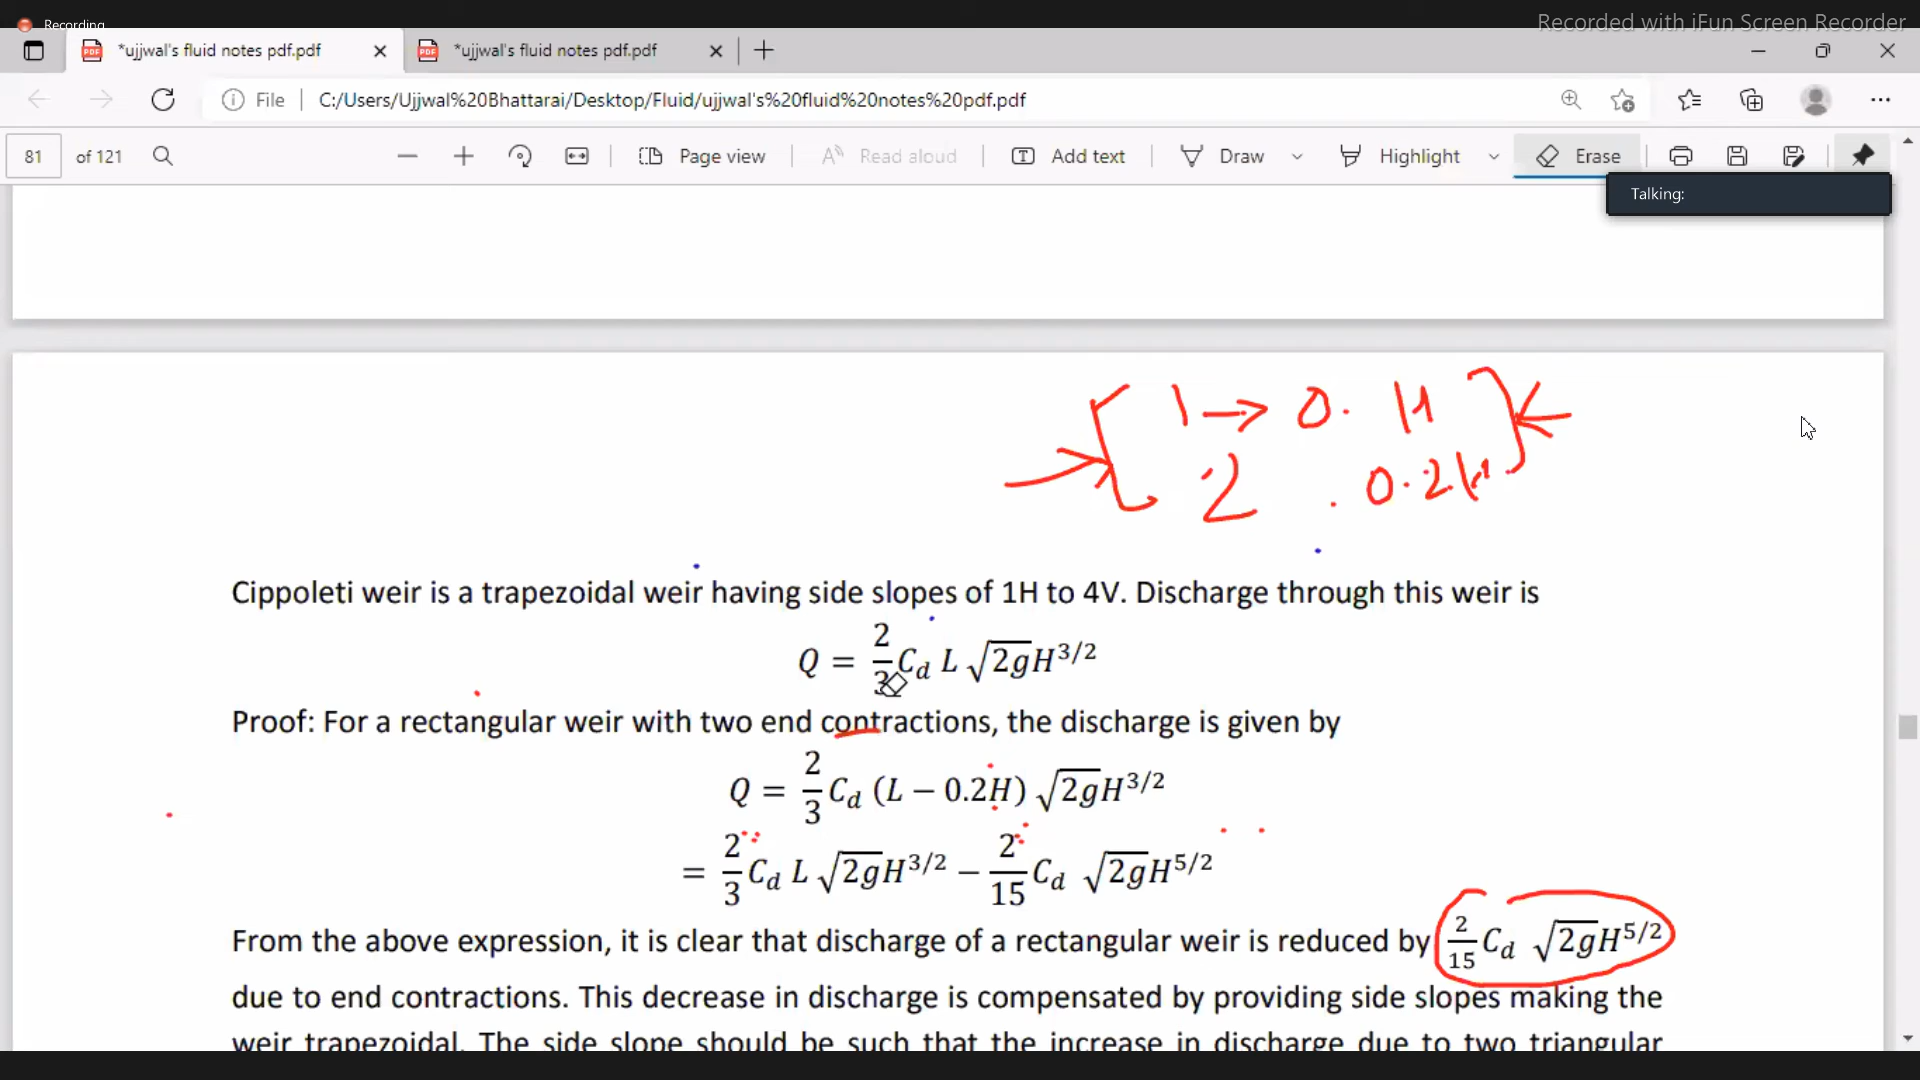 Recording
Recorded with iFun Screen Recorder
*ujjwal's fluid notes pdf.pdf
*ujjwal's fluid notes pdf.pdf
File
C:/Users/Ujjwal%20Bhattarai/Desktop/Fluid/ujjwal's%20fluid%20notes%20pdf.pdf
81 of 121
Page view
Read aloud
Add text
Draw
Highlight
Erase
Talking:
1 → 0. H
2 . 0.2H
Cippoleti weir is a trapezoidal weir having side slopes of 1H to 4V. Discharge through this weir is
Q = 2/3 C_d L √2g H^3/2
Proof: For a rectangular weir with two end contractions, the discharge is given by
Q = 2/3 C_d (L − 0.2H) √2g H^3/2
= 2/3 C_d L √2g H^3/2 − 2/15 C_d √2g H^5/2
From the above expression, it is clear that discharge of a rectangular weir is reduced by 2/15 C_d √2g H^5/2
due to end contractions. This decrease in discharge is compensated by providing side slopes making the
weir trapezoidal. The side slope should be such that the increase in discharge due to two triangular